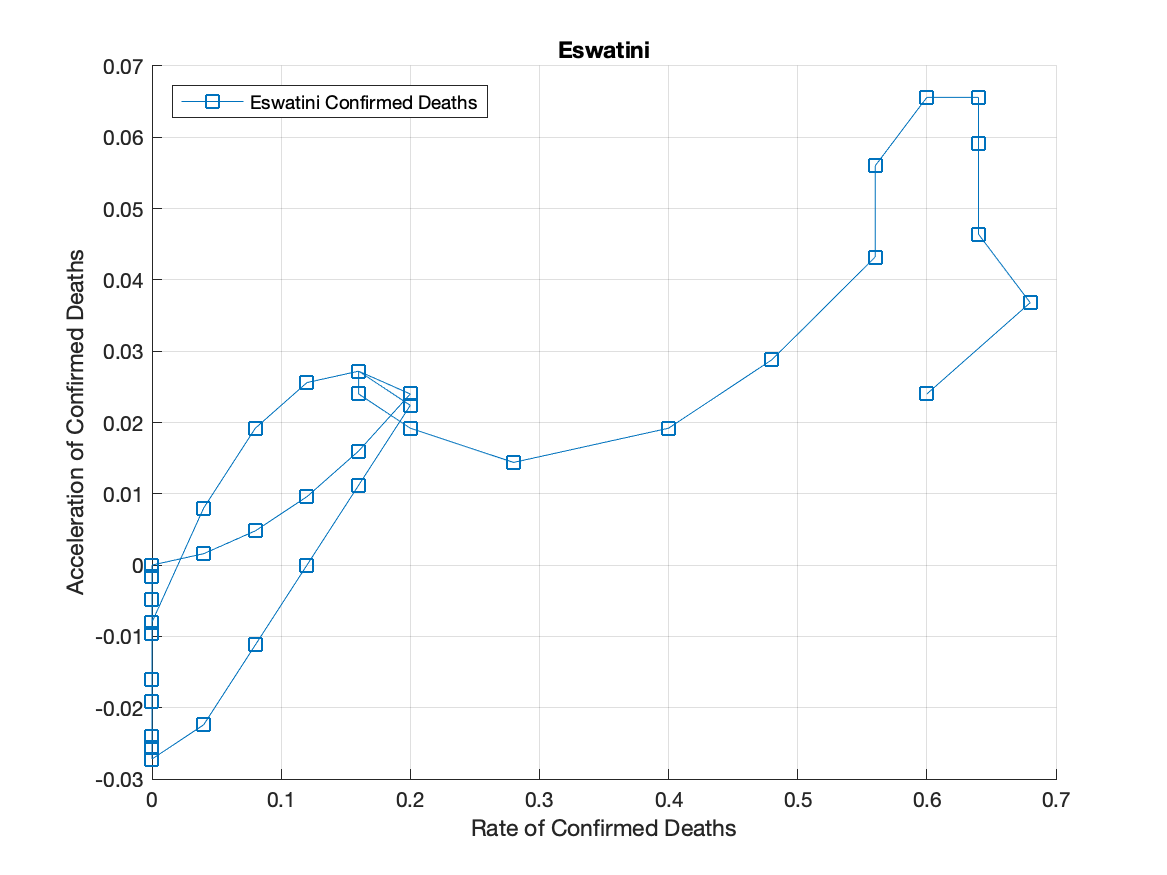 Eswatini
Eswatini Confirmed Deaths
0.07
0.06
0.05
0.04
0.03
0.02
0.01
0
-0.01
-0.02
-0.03
Acceleration of Confirmed Deaths
0 0.1 0.2 0.3 0.4 0.5 0.6 0.7
Rate of Confirmed Deaths